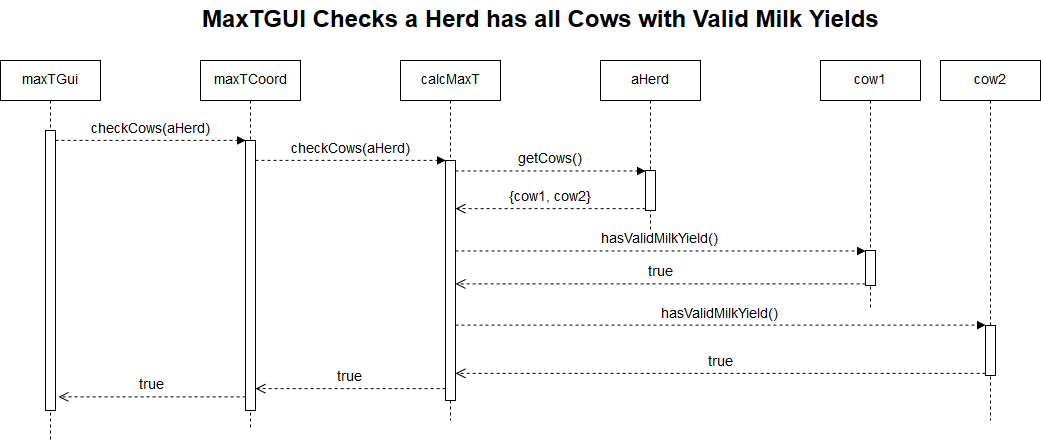 MaxTGUI Checks a Herd has all Cows with Valid Milk Yields
maxTGui
maxTCoord
calcMaxT
aHerd
cow1
cow2
checkCows(aHerd)
checkCows(aHerd)
getCows()
{cow1, cow2}
hasValidMilkYield()
true
hasValidMilkYield()
true
true
true